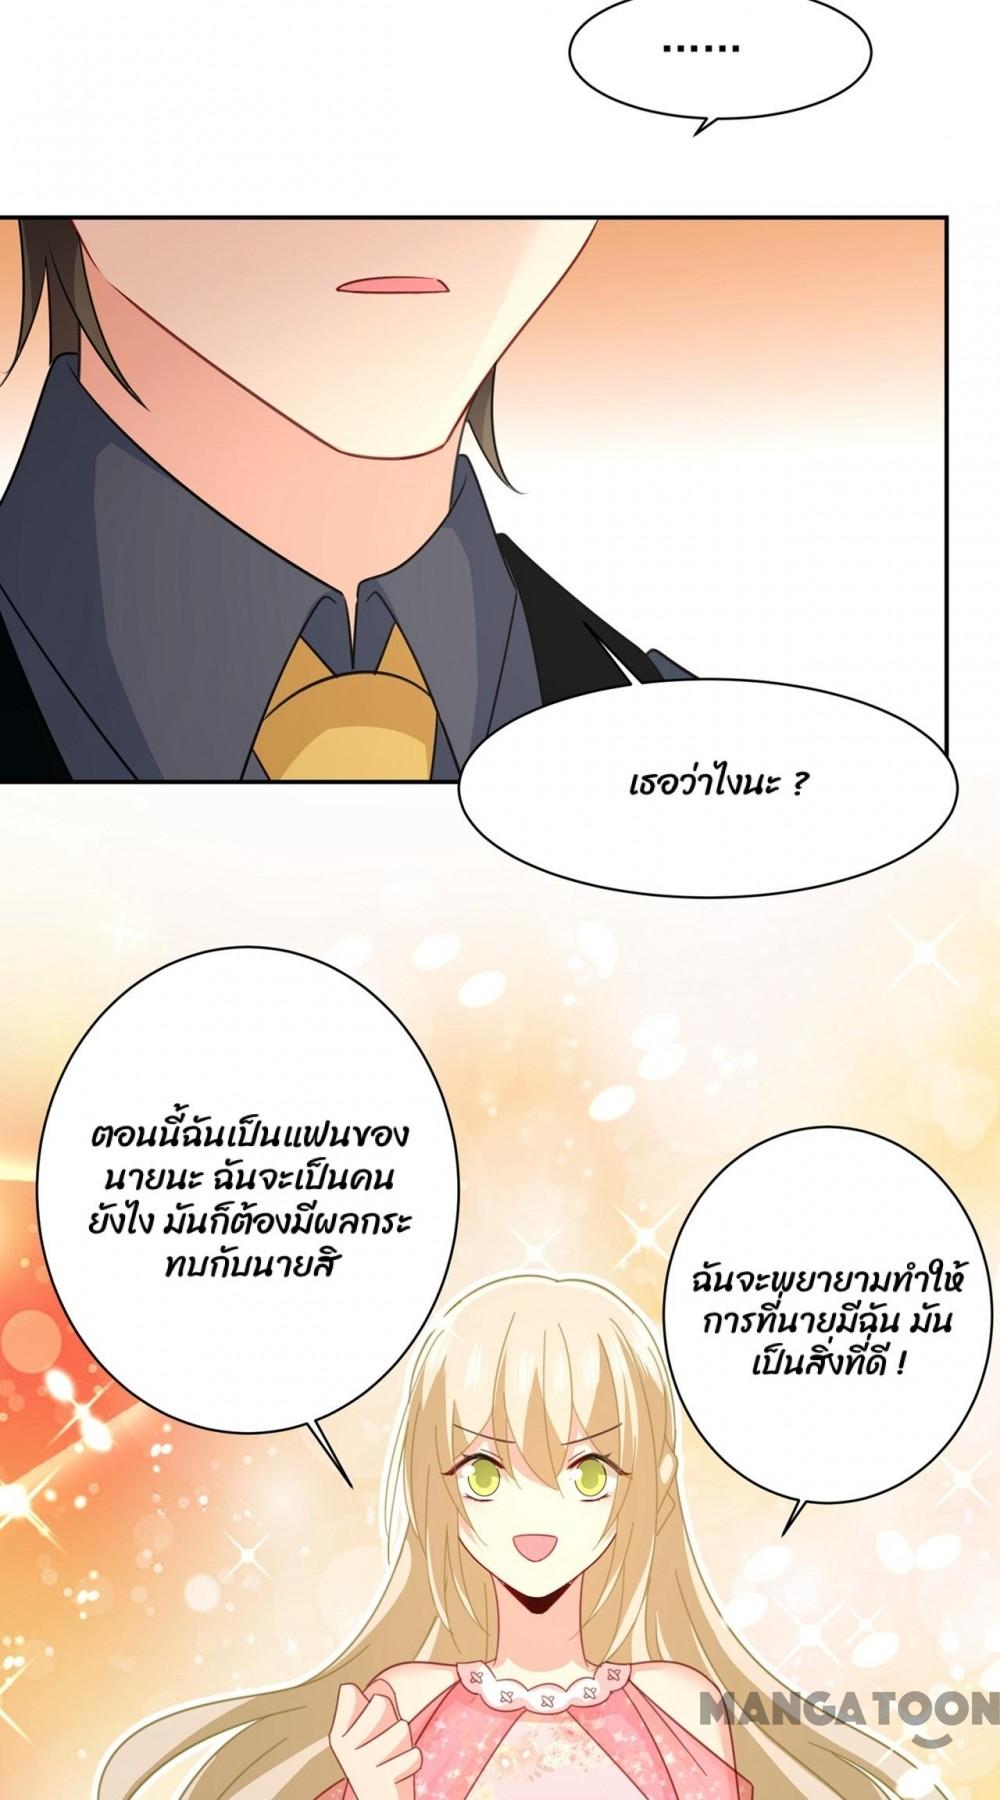 ......
เธอว่าไงนะ ?
ตอนนี้ฉันเป็นแฟนของ
นายนะ ฉันจะเป็นคน
ยังไง มันก็ต้องมีผลกระ
ทบกับนายสิ
ฉันจะพยายามทำให้
การที่นายมีฉัน มัน
เป็นสิ่งที่ดี !
MANGATOON